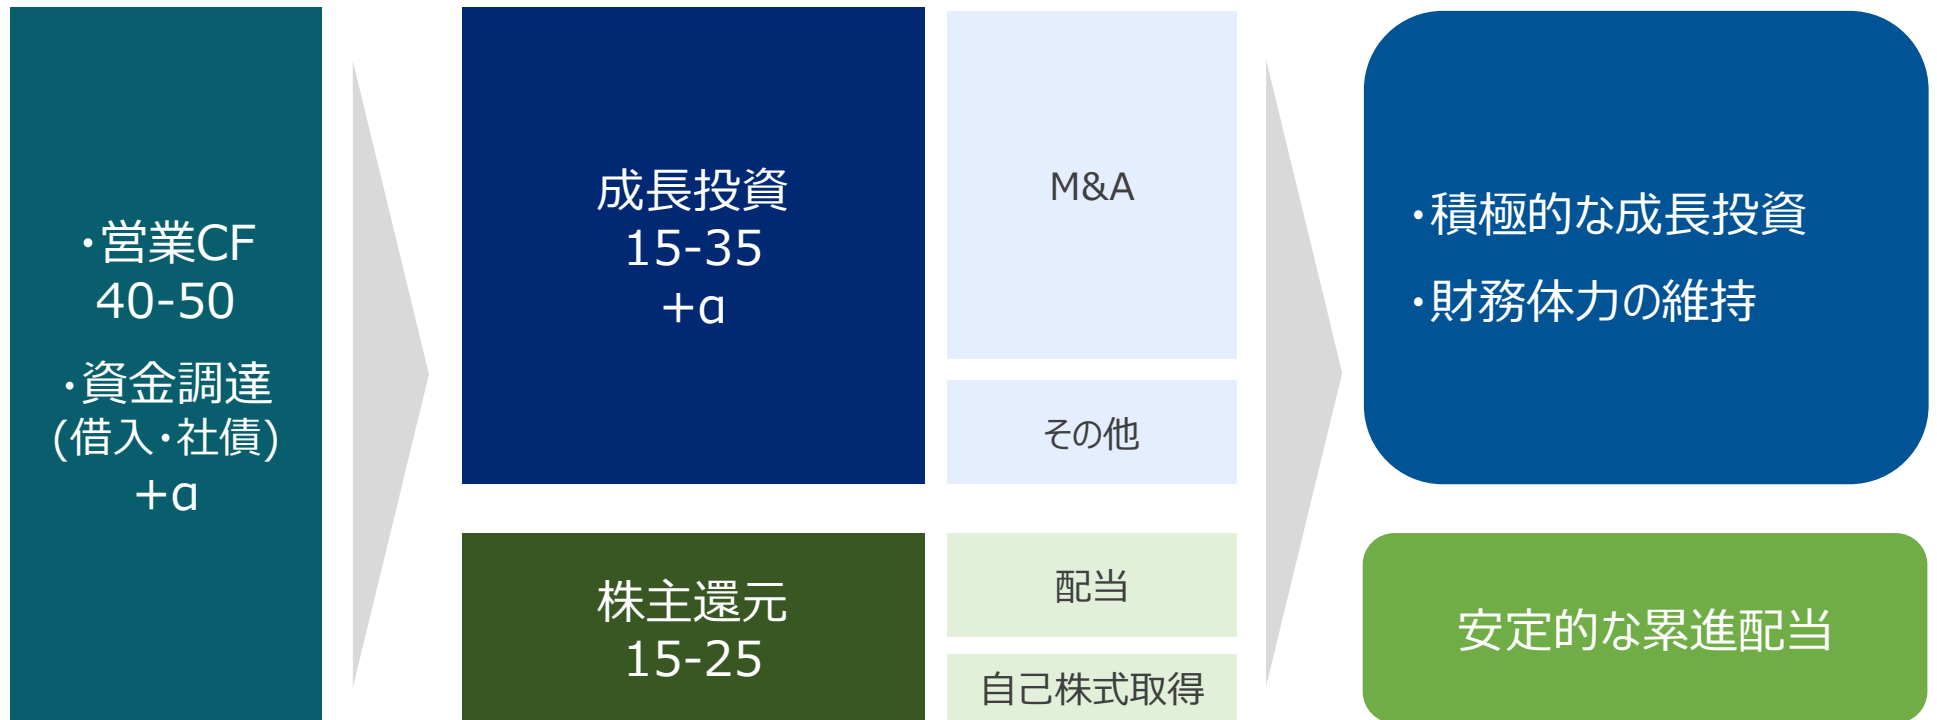 ・営業CF
40-50
・資金調達
(借入・社債)
+α
成長投資
15-35
+α
M&A
その他
株主還元
15-25
配当
自己株式取得
・積極的な成長投資
・財務体力の維持
安定的な累進配当